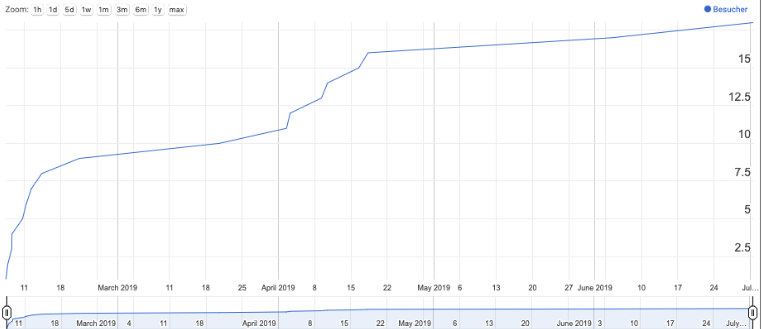 Zoom: 1h 1d 5d 1w 1m 3m 6m 1y max Besucher
15
12.5
10
7.5
5
2.5
11 18 March 2019 11 18 25 April 2019 8 15 22 May 2019 6 13 20 27 June 2019 10 17 24 Jul...
11 18 March 2019 4 11 18 25 April 2019 8 15 22 May 2019 6 13 20 June 2019 3 10 17 24 July...